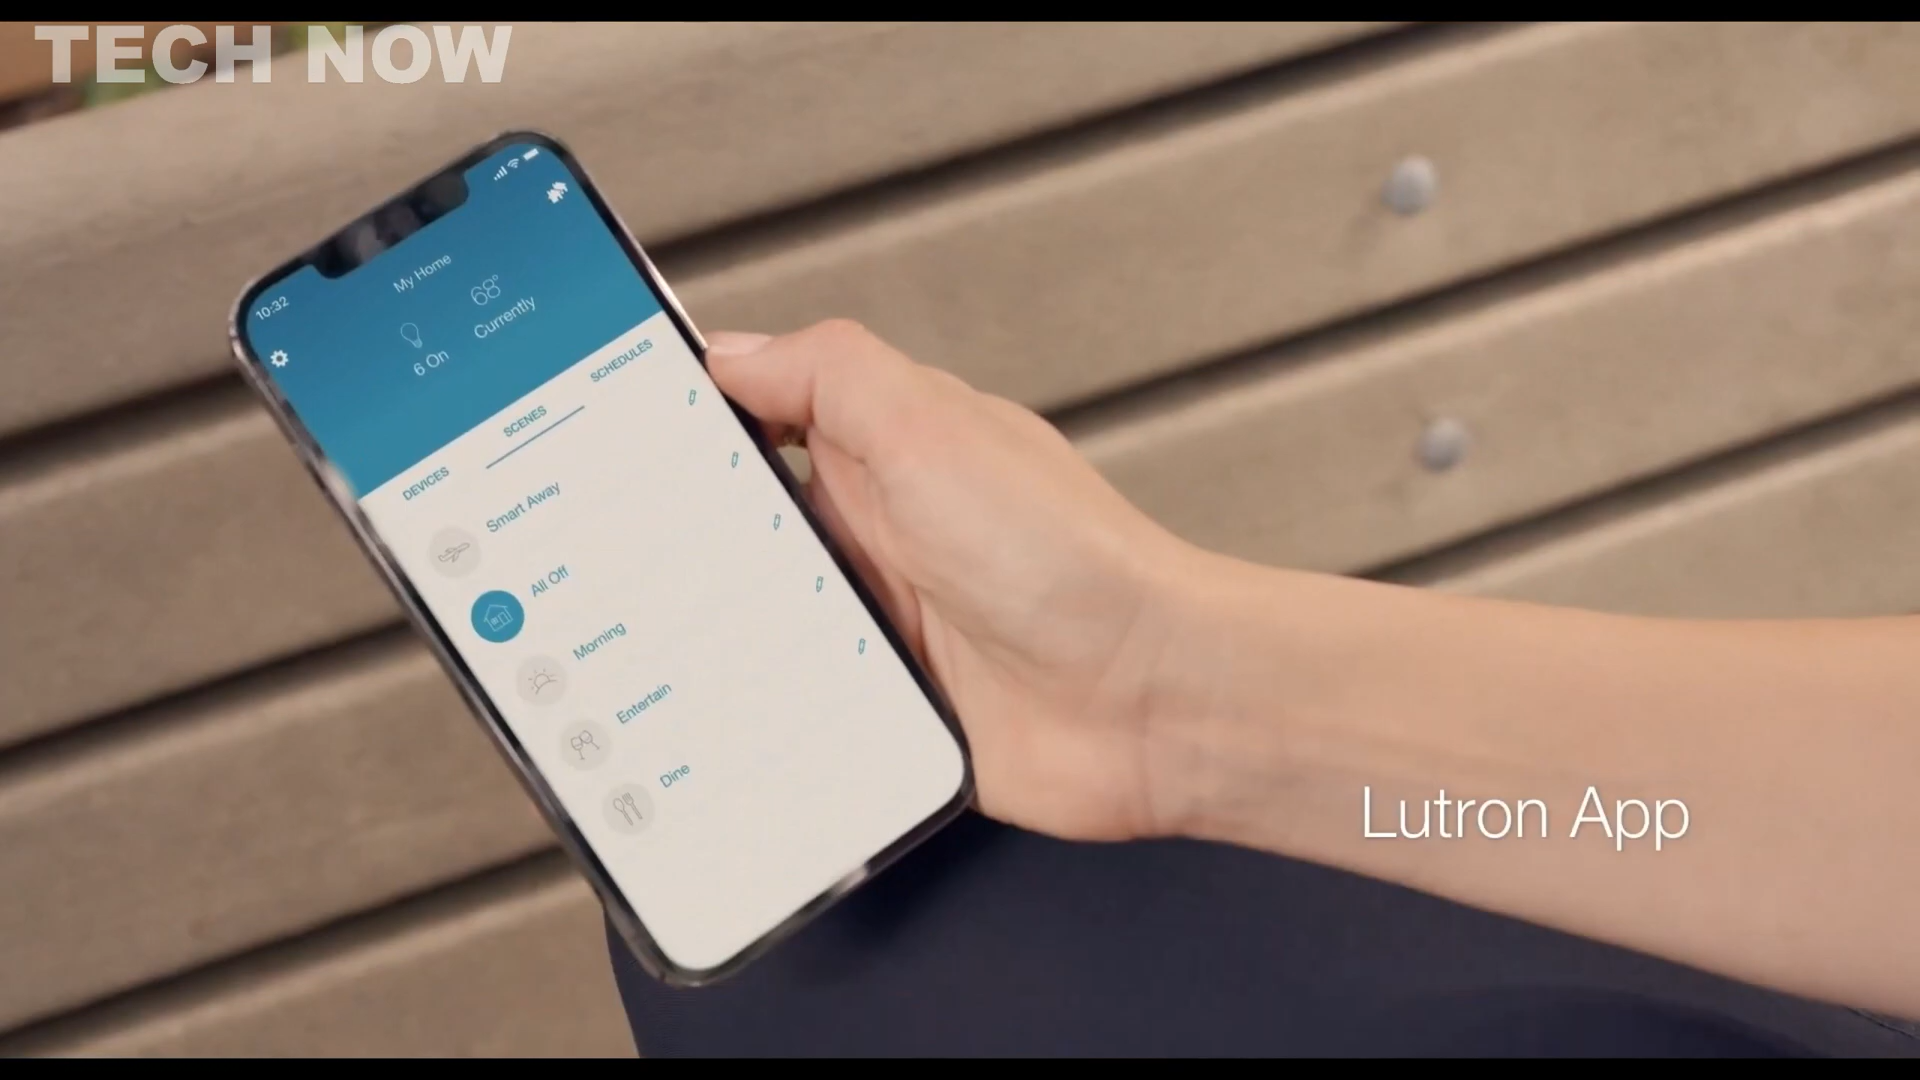 TECH NOW
10:32
My Home
6 On
68°
Currently
DEVICES
SCENES
SCHEDULES
Smart Away
All Off
Morning
Entertain
Dine
Lutron App